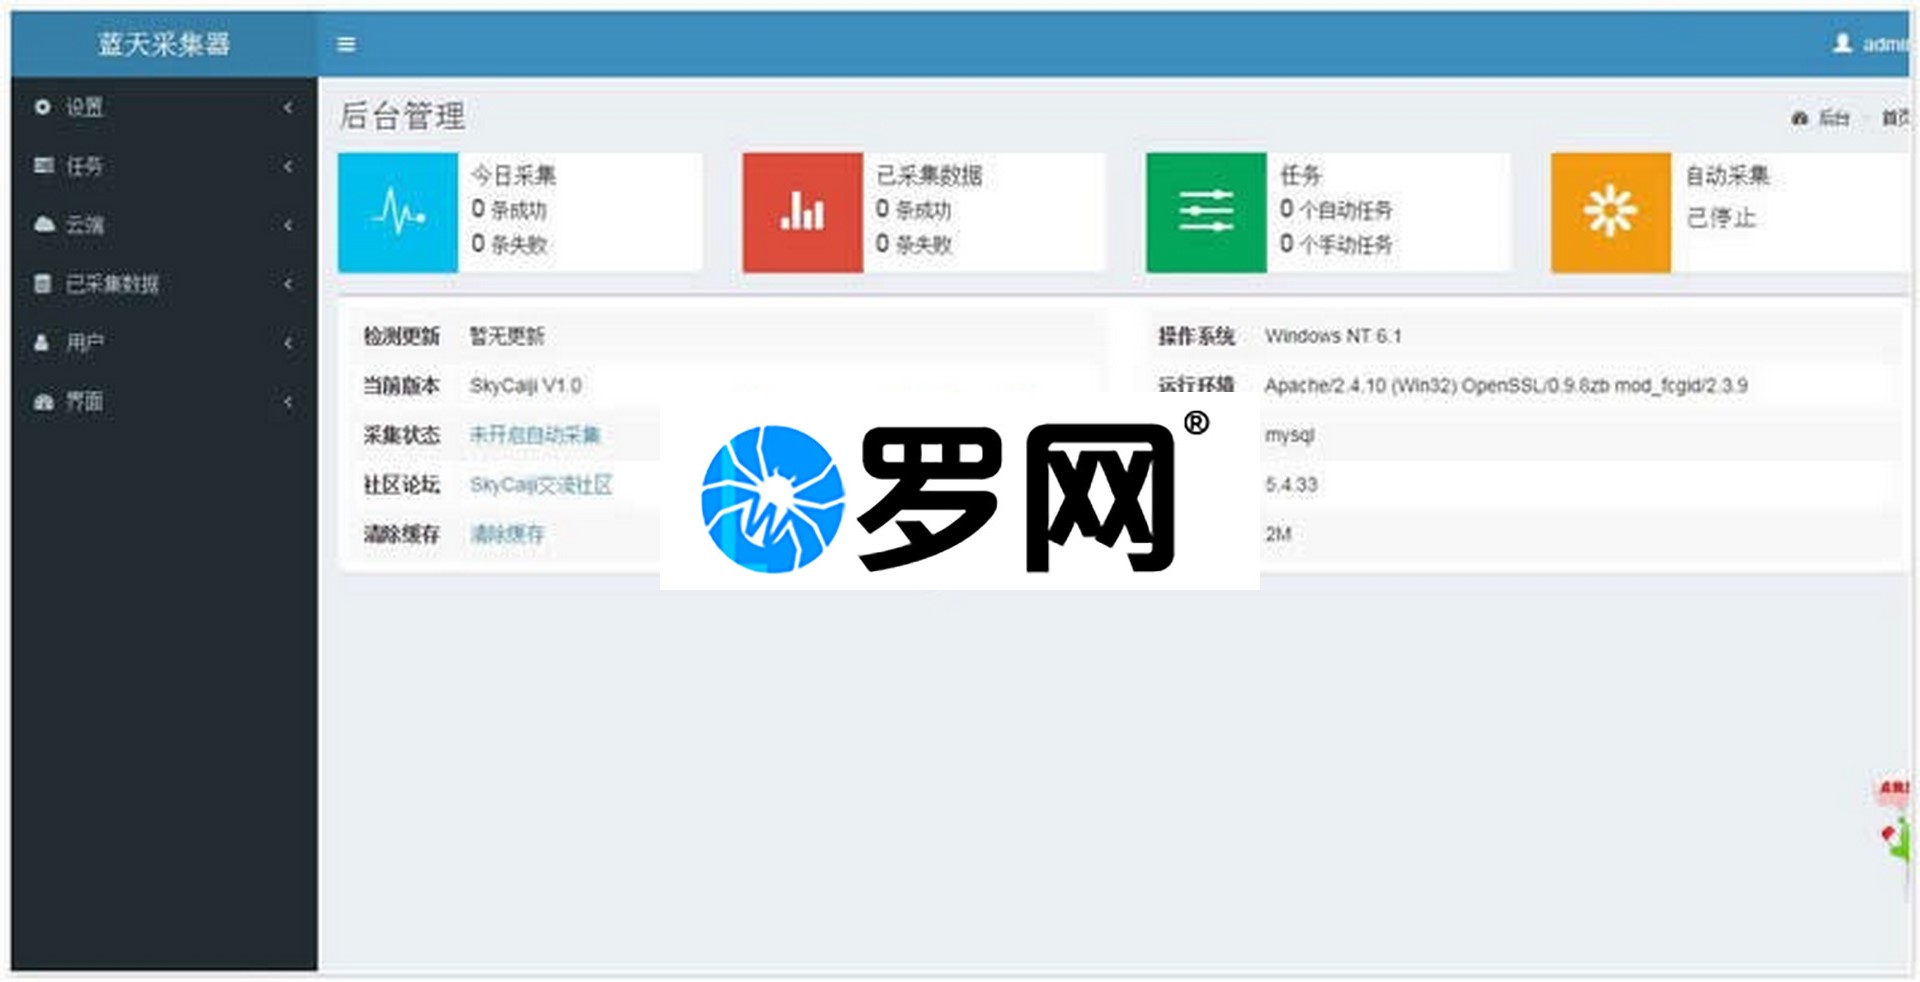 蓝天采集器
admi
设置
任务
云端
已采集数据
用户
界面
后台管理
后台 首页
今日采集
0 条成功
0 条失败
已采集数据
0 条成功
0 条失败
任务
0 个自动任务
0 个手动任务
自动采集
已停止
检测更新 暂无更新
当前版本 SkyCaiji V1.0
采集状态 未开启自动采集
社区论坛 SkyCaiji交流社区
清除缓存 清除缓存
操作系统 Windows NT 6.1
运行环境 Apache/2.4.10 (Win32) OpenSSL/0.9.8zb mod_fcgid/2.3.9
mysql
5.4.33
2M
罗网®